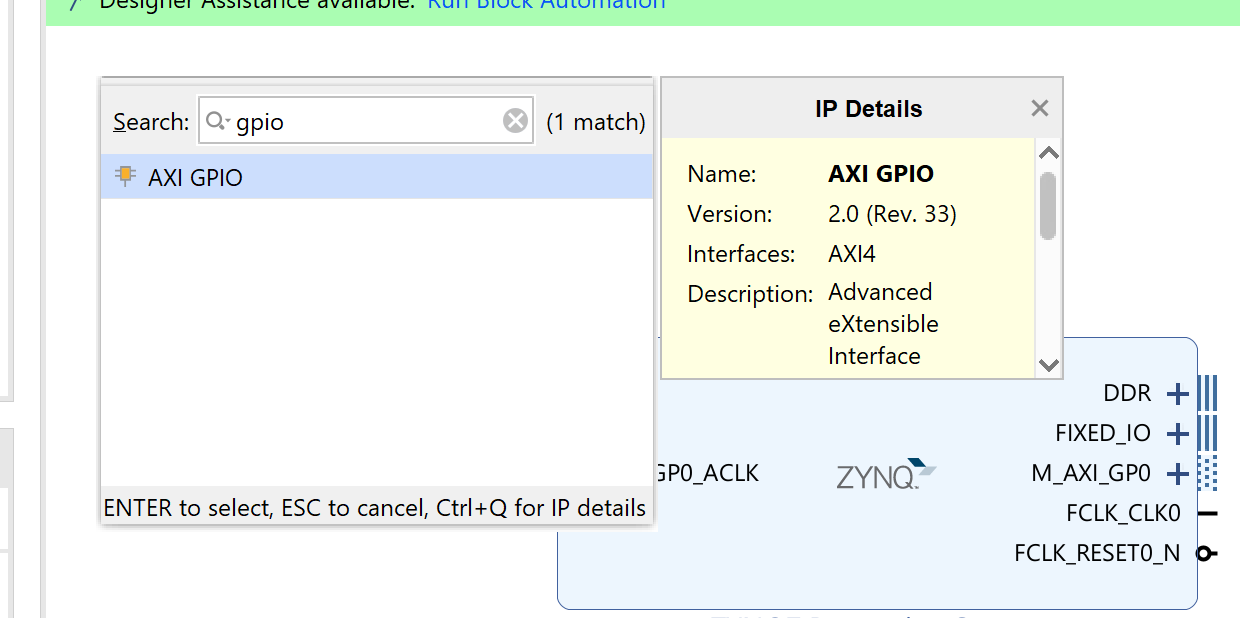 Designer Assistance available. Run Block Automation
Search: gpio (1 match)
AXI GPIO
ENTER to select, ESC to cancel, Ctrl+Q for IP details
IP Details
Name: AXI GPIO
Version: 2.0 (Rev. 33)
Interfaces: AXI4
Description: Advanced
eXtensible
Interface
DDR
FIXED_IO
GP0_ACLK ZYNQ M_AXI_GP0
FCLK_CLK0
FCLK_RESET0_N